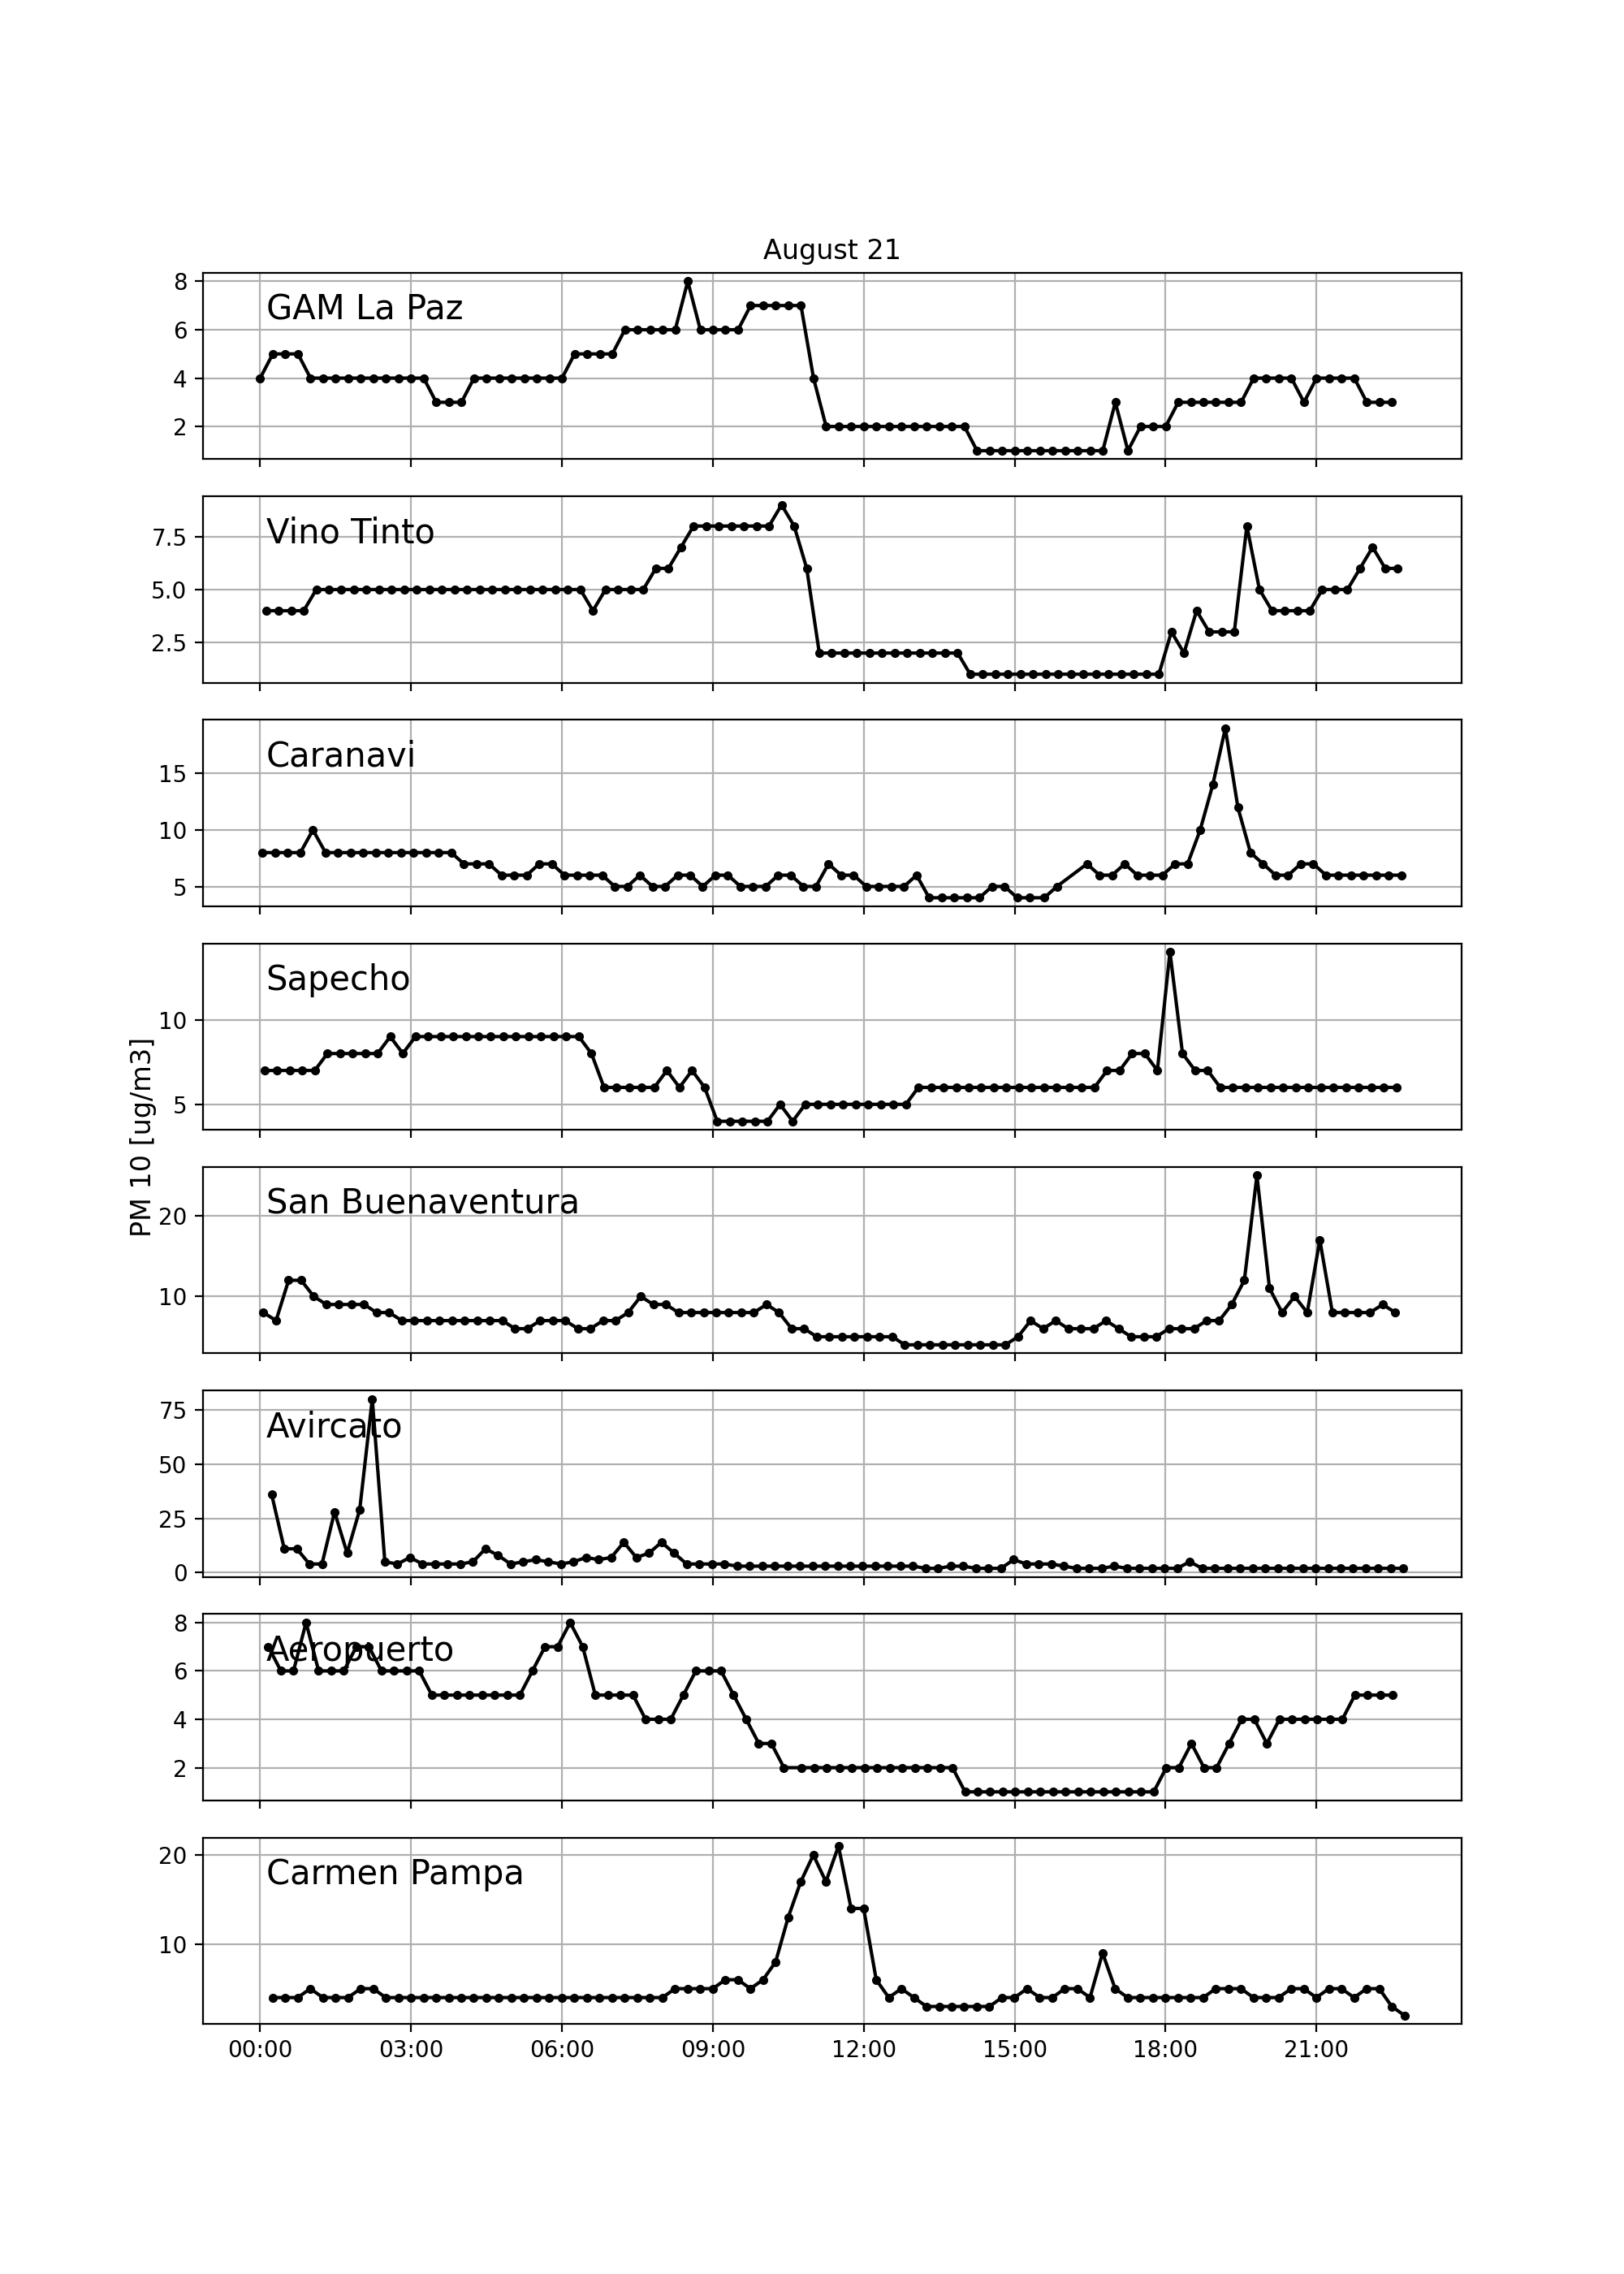 August 21
PM 10 [ug/m3]
GAM La Paz
8
6
4
2
Vino Tinto
7.5
5.0
2.5
Caranavi
15
10
5
Sapecho
10
5
San Buenaventura
20
10
Avircato
75
50
25
0
Aeropuerto
8
6
4
2
Carmen Pampa
20
10
00:00 03:00 06:00 09:00 12:00 15:00 18:00 21:00